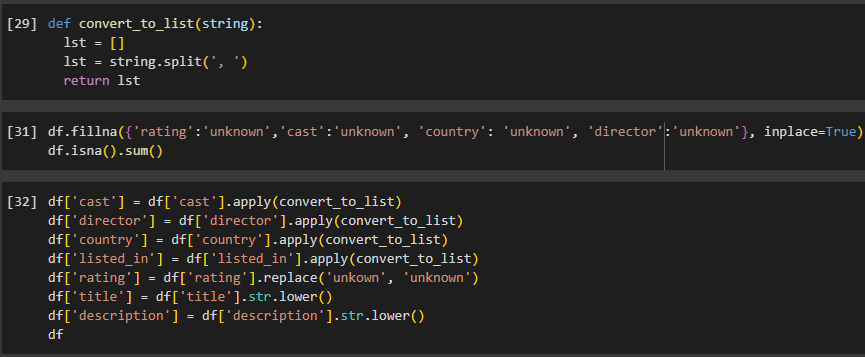 [29] def convert_to_list(string):
lst = []
lst = string.split(', ')
return lst
[31] df.fillna({'rating':'unknown','cast':'unknown', 'country': 'unknown', 'director':'unknown'}, inplace=True)
df.isna().sum()
[32] df['cast'] = df['cast'].apply(convert_to_list)
df['director'] = df['director'].apply(convert_to_list)
df['country'] = df['country'].apply(convert_to_list)
df['listed_in'] = df['listed_in'].apply(convert_to_list)
df['rating'] = df['rating'].replace('unkown', 'unknown')
df['title'] = df['title'].str.lower()
df['description'] = df['description'].str.lower()
df